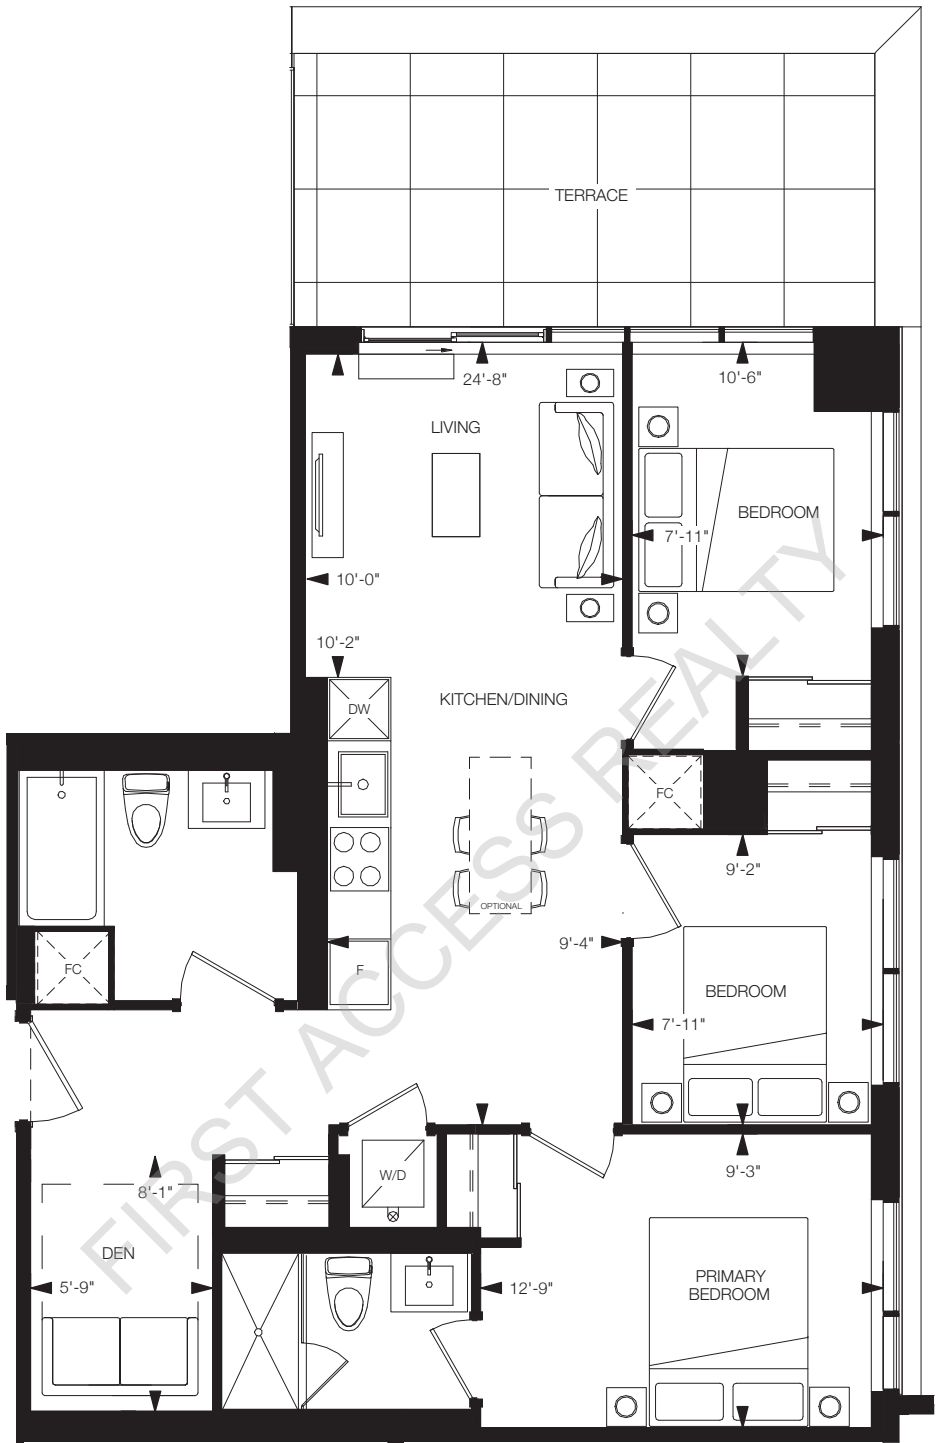 TERRACE
24'-8"
10'-6"
LIVING
BEDROOM
7'-11"
10'-0"
10'-2"
KITCHEN/DINING
DW
FC
9'-2"
OPTIONAL
9'-4"
F
FC
BEDROOM
7'-11"
W/D
9'-3"
8'-1"
DEN
5'-9"
12'-9"
PRIMARY
BEDROOM
FIRST ACCESS REALTY